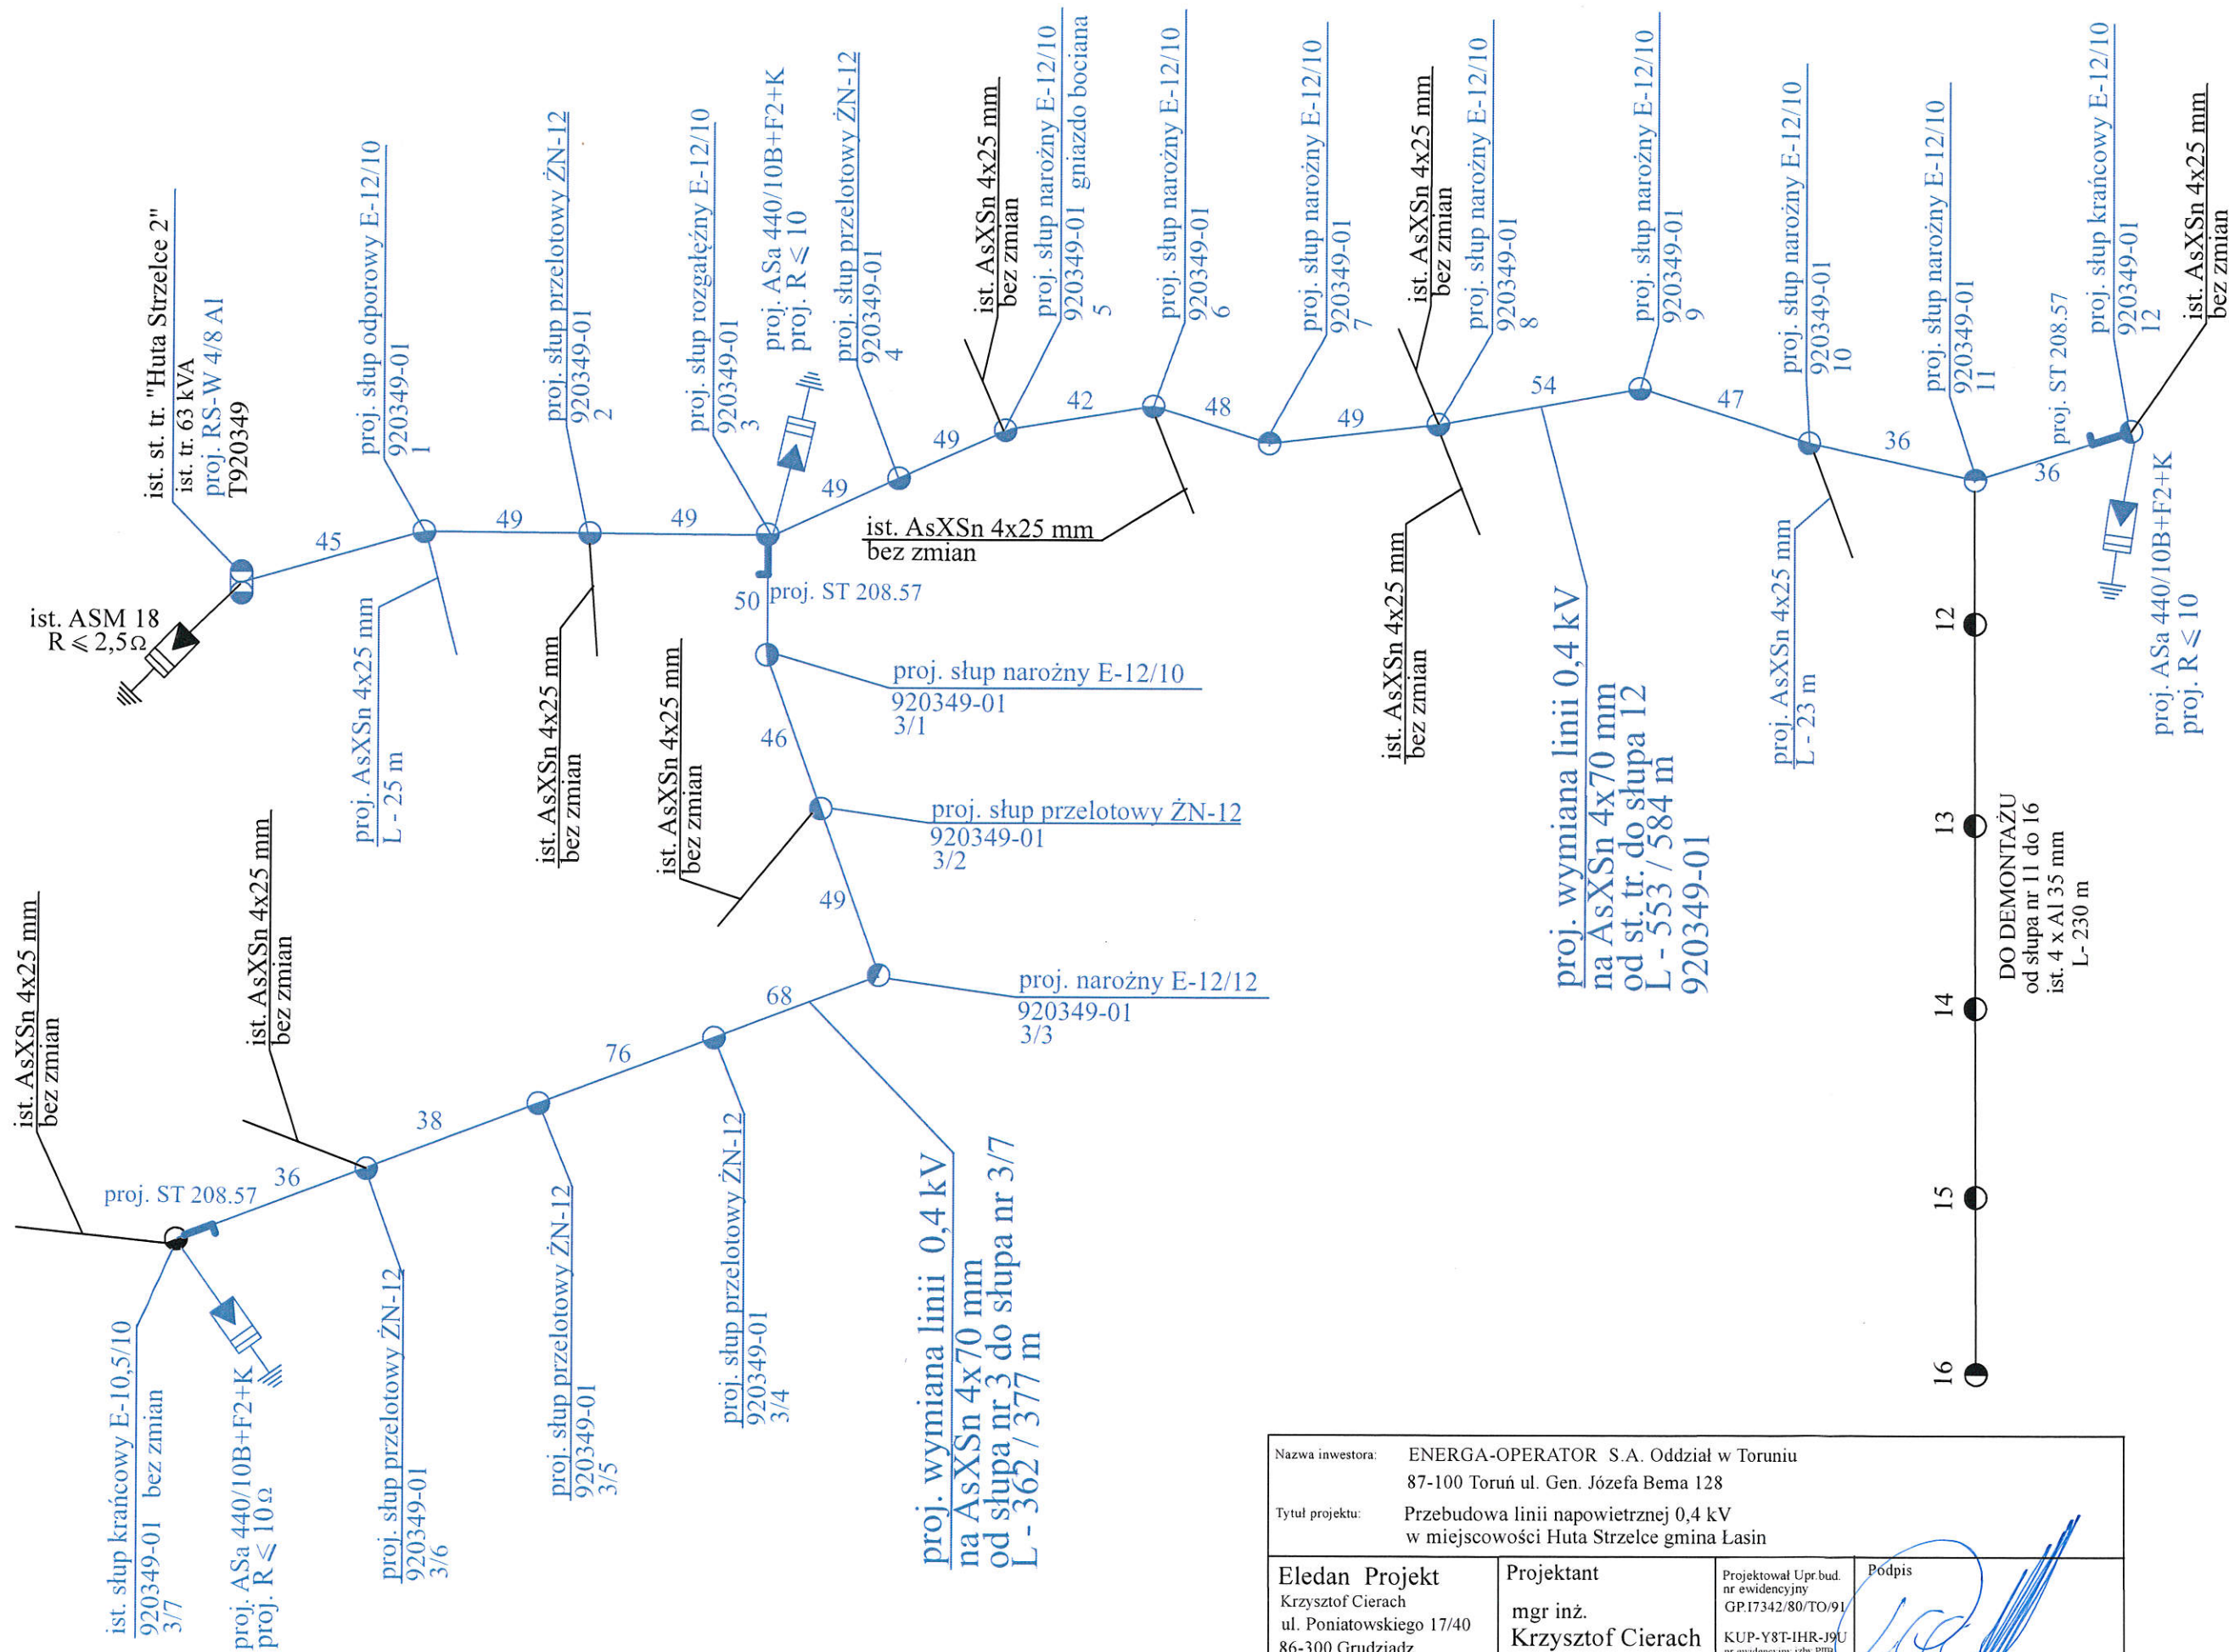 ist. st. tr. "Huta Strzelce 2"
ist. tr. 63 kVA
proj. RS-W 4/8 Al
T920349
ist. ASM 18
R ⩽ 2,5Ω
45
proj. słup odporowy E-12/10
920349-01
1
proj. AsXSn 4x25 mm
L - 25 m
49
proj. słup przelotowy ŻN-12
920349-01
2
ist. AsXSn 4x25 mm
bez zmian
49
proj. słup rozgałęźny E-12/10
920349-01
3
proj. ASa 440/10B+F2+K
proj. R ⩽ 10
proj. ST 208.57
49
proj. słup przelotowy ŻN-12
920349-01
4
49
ist. AsXSn 4x25 mm
bez zmian
proj. słup narożny E-12/10
920349-01 gniazdo bociana
5
42
proj. słup narożny E-12/10
920349-01
6
ist. AsXSn 4x25 mm
bez zmian
48
proj. słup narożny E-12/10
920349-01
7
49
ist. AsXSn 4x25 mm
bez zmian
proj. słup narożny E-12/10
920349-01
8
ist. AsXSn 4x25 mm
bez zmian
54
proj. wymiana linii 0,4 kV
na AsXSn 4x70 mm
od st. tr. do słupa 12
L - 553 / 584 m
920349-01
proj. słup narożny E-12/10
920349-01
9
47
proj. słup narożny E-12/10
920349-01
10
proj. AsXSn 4x25 mm
L - 23 m
36
proj. słup narożny E-12/10
920349-01
11
36
proj. ST 208.57
proj. słup krańcowy E-12/10
920349-01
12
ist. AsXSn 4x25 mm
bez zmian
proj. ASa 440/10B+F2+K
proj. R ⩽ 10
12
13
14
15
16
DO DEMONTAŻU
od słupa nr 11 do 16
ist. 4 x Al 35 mm
L- 230 m
50
proj. słup narożny E-12/10
920349-01
3/1
46
proj. słup przelotowy ŻN-12
920349-01
3/2
ist. AsXSn 4x25 mm
bez zmian
49
proj. narożny E-12/12
920349-01
3/3
68
proj. wymiana linii 0,4 kV
na AsXSn 4x70 mm
od słupa nr 3 do słupa nr 3/7
L - 362 / 377 m
proj. słup przelotowy ŻN-12
920349-01
3/4
76
proj. słup przelotowy ŻN-12
920349-01
3/5
38
proj. słup przelotowy ŻN-12
920349-01
3/6
ist. AsXSn 4x25 mm
bez zmian
36
proj. ST 208.57
ist. AsXSn 4x25 mm
bez zmian
ist. słup krańcowy E-10,5/10
920349-01 bez zmian
3/7
proj. ASa 440/10B+F2+K
proj. R ⩽ 10Ω
Nazwa inwestora: ENERGA-OPERATOR S.A. Oddział w Toruniu
87-100 Toruń ul. Gen. Józefa Bema 128
Tytuł projektu: Przebudowa linii napowietrznej 0,4 kV
w miejscowości Huta Strzelce gmina Łasin
Eledan Projekt
Krzysztof Cierach
ul. Poniatowskiego 17/40
86-300 Grudziądz
Projektant
mgr inż.
Krzysztof Cierach
Projektował Upr.bud.
nr ewidencyjny
GP.I7342/80/TO/91
KUP-Y8T-IHR-J9U
Podpis